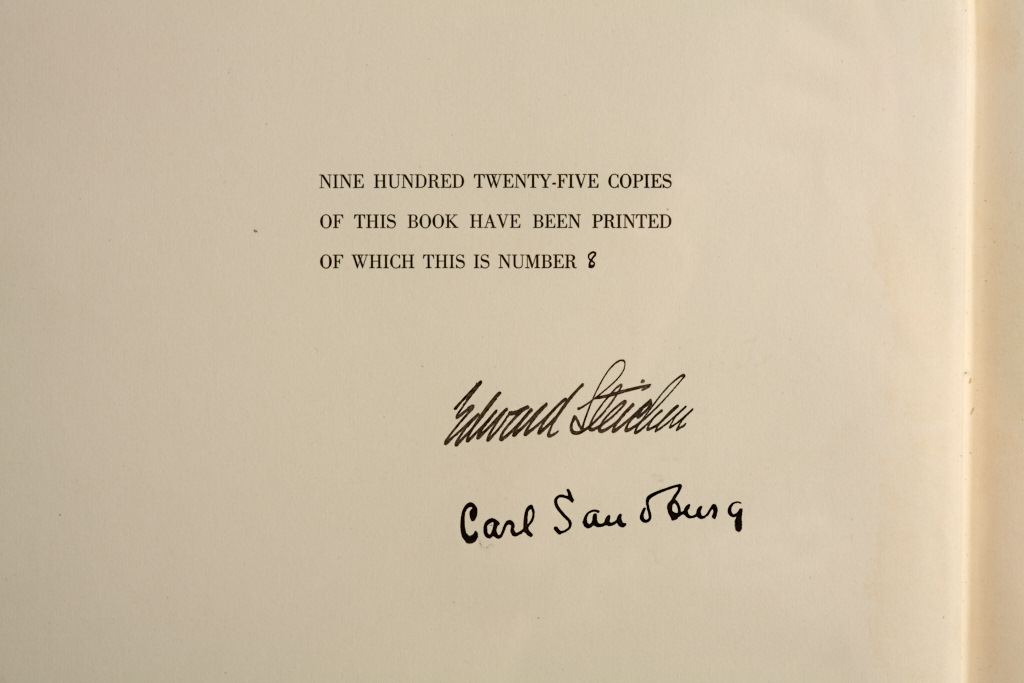 NINE HUNDRED TWENTY-FIVE COPIES
OF THIS BOOK HAVE BEEN PRINTED
OF WHICH THIS IS NUMBER 8
Edward Steichen
Carl Sandburg